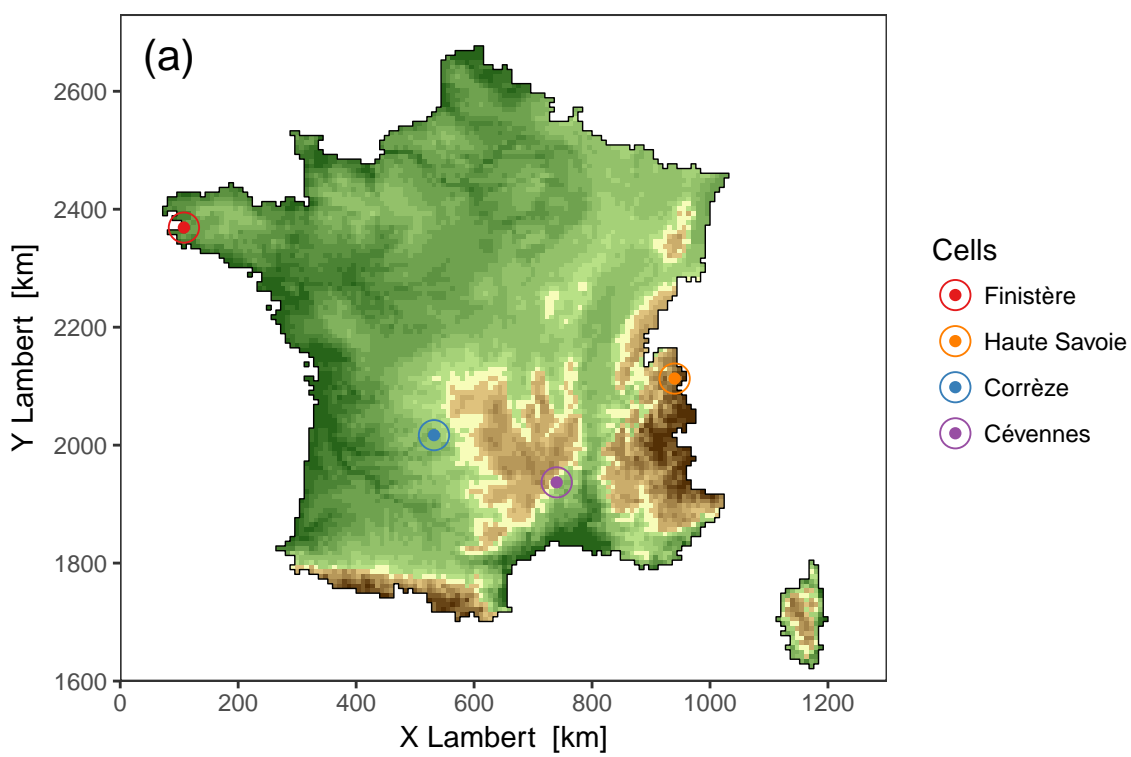 (a)
2600
2400
2200
2000
1800
1600
0 200 400 600 800 1000 1200
X Lambert [km]
Y Lambert [km]
Cells
Finistère
Haute Savoie
Corrèze
Cévennes